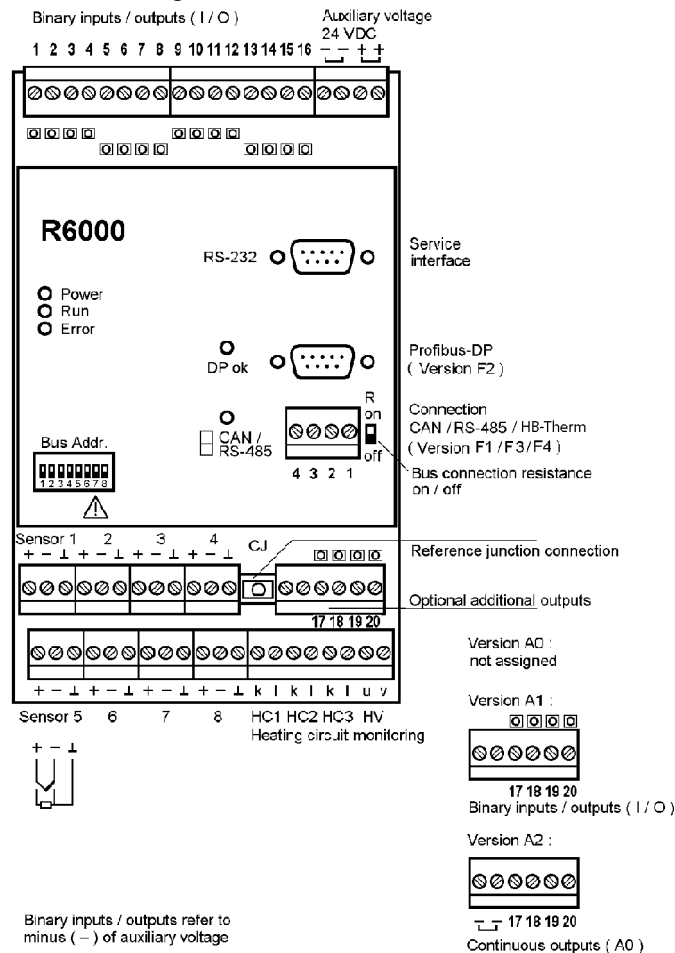 Binary inputs / outputs ( I / O )
Auxiliary voltage
24 VDC
1 2 3 4 5 6 7 8 9 10 11 12 13 14 15 16 − − + +
R6000
RS-232
Service
interface
Power
Run
Error
DP ok
Profibus-DP
( Version F2 )
R
on
off
CAN /
RS-485
Connection
CAN / RS-485 / HB-Therm
( Version F1 / F3 / F4 )
4 3 2 1
Bus connection resistance
on / off
Bus Addr.
1 2 3 4 5 6 7 8
Sensor 1 2 3 4 CJ
+ − ⊥ + − ⊥ + − ⊥ + − ⊥
Reference junction connection
Optional additional outputs
17 18 19 20
+ − ⊥ + − ⊥ + − ⊥ + − ⊥ k l k l k l u v
Sensor 5 6 7 8 HC1 HC2 HC3 HV
Heating circuit monitoring
+ − ⊥
Version A0 :
not assigned
Version A1 :
17 18 19 20
Binary inputs / outputs ( I / O )
Version A2 :
− − 17 18 19 20
Continuous outputs ( A0 )
Binary inputs / outputs refer to
minus ( − ) of auxiliary voltage